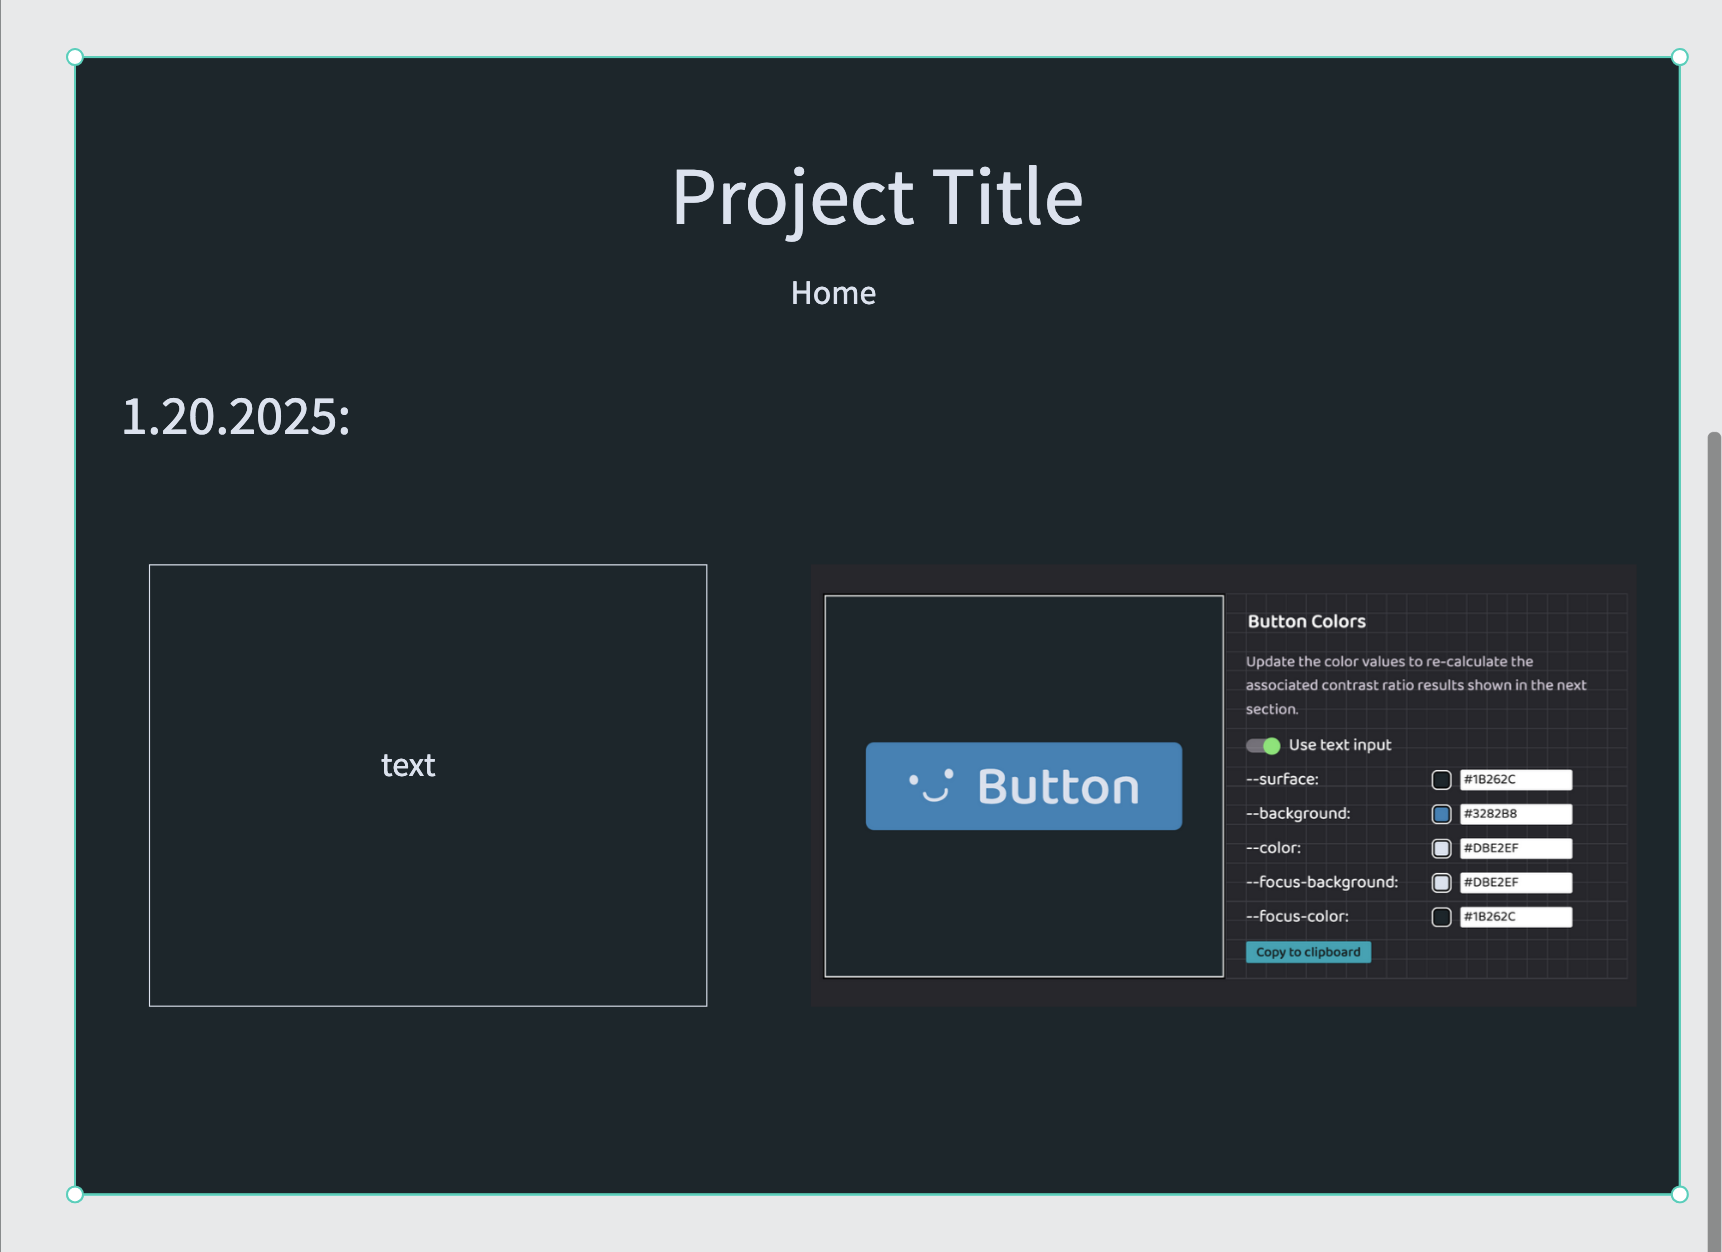 Project Title
Home
1.20.2025:
text
Button
Button Colors
Update the color values to re-calculate the
associated contrast ratio results shown in the next
section.
Use text input
--surface: #1B262C
--background: #3282B8
--color: #DBE2EF
--focus-background: #DBE2EF
--focus-color: #1B262C
Copy to clipboard